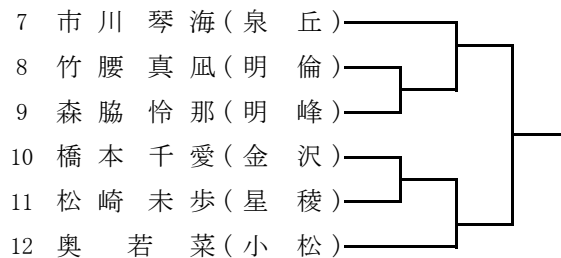 7 市川 琴海(泉 丘)
8 竹腰 真凪(明 倫)
9 森脇 怜那(明 峰)
10 橋本 千愛(金 沢)
11 松崎 未歩(星 稜)
12 奥 若菜(小 松)